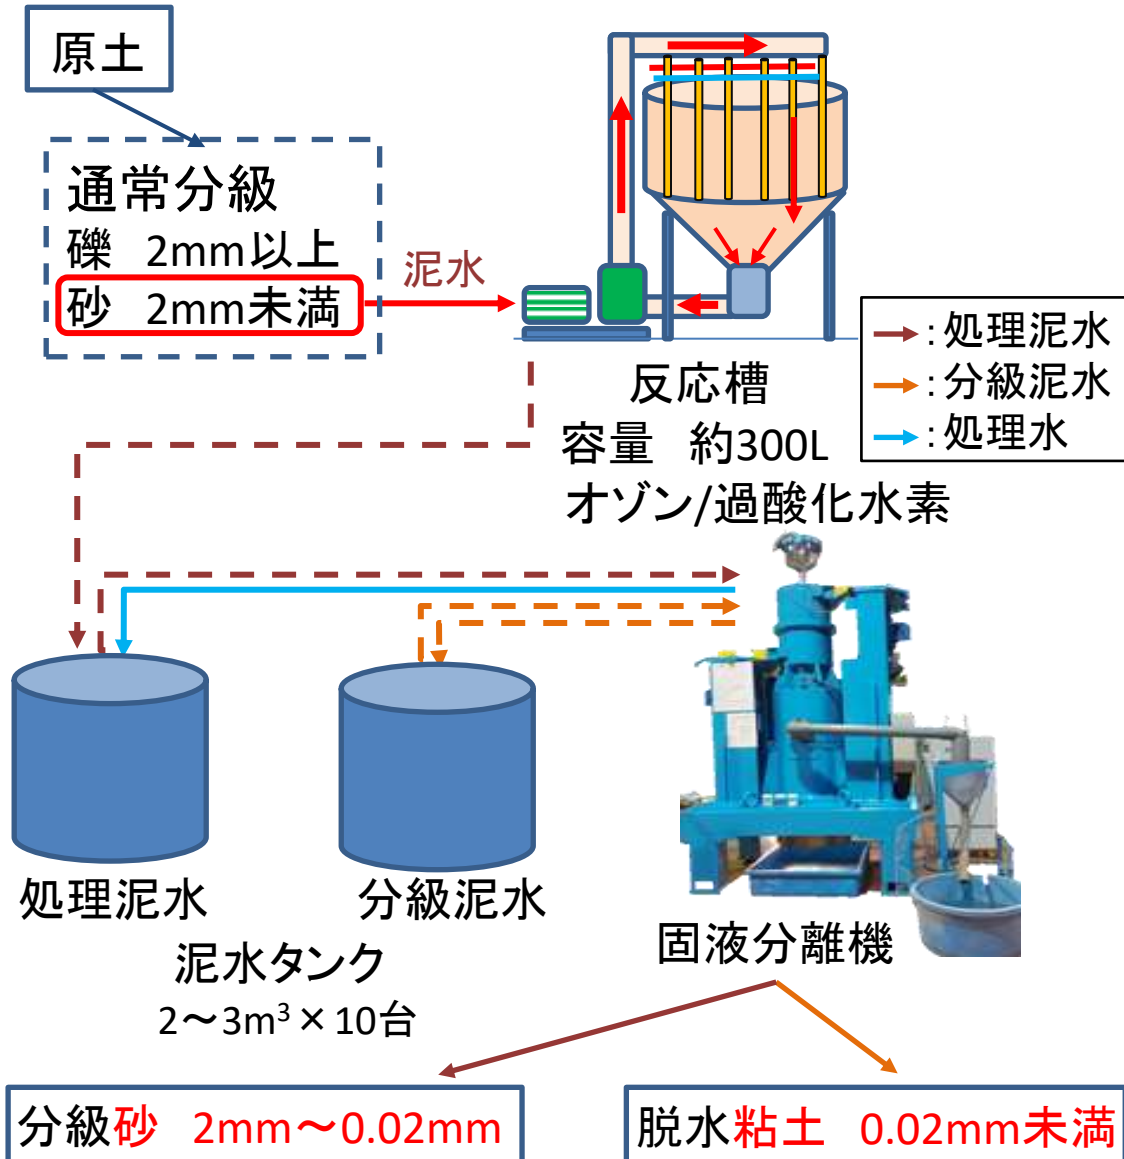 原土
通常分級
礫 2mm以上
砂 2mm未満
泥水
:処理泥水
:分級泥水
:処理水
反応槽
容量 約300L
オゾン/過酸化水素
処理泥水
分級泥水
泥水タンク
2～3m³×10台
固液分離機
分級砂 2mm～0.02mm
脱水粘土 0.02mm未満